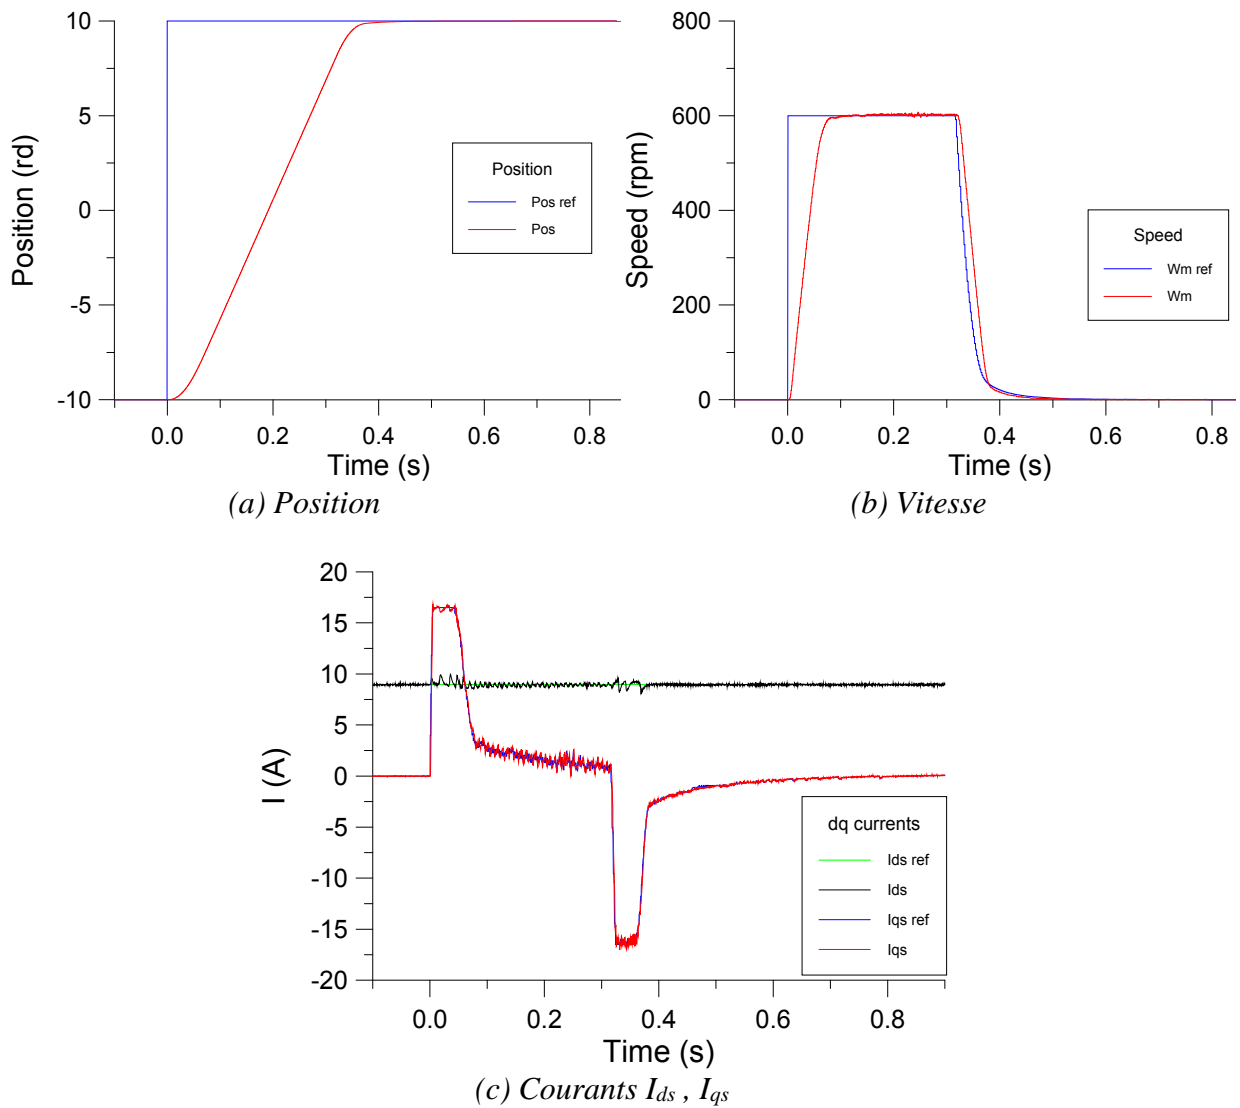 10
5
0
-5
-10
Position (rd)
0.0 0.2 0.4 0.6 0.8
Time (s)
Position
Pos ref
Pos
(a) Position
800
600
400
200
0
Speed (rpm)
0.0 0.2 0.4 0.6 0.8
Time (s)
Speed
Wm ref
Wm
(b) Vitesse
20
15
10
5
0
-5
-10
-15
-20
I (A)
0.0 0.2 0.4 0.6 0.8
Time (s)
dq currents
Ids ref
Ids
Iqs ref
Iqs
(c) Courants Ids , Iqs